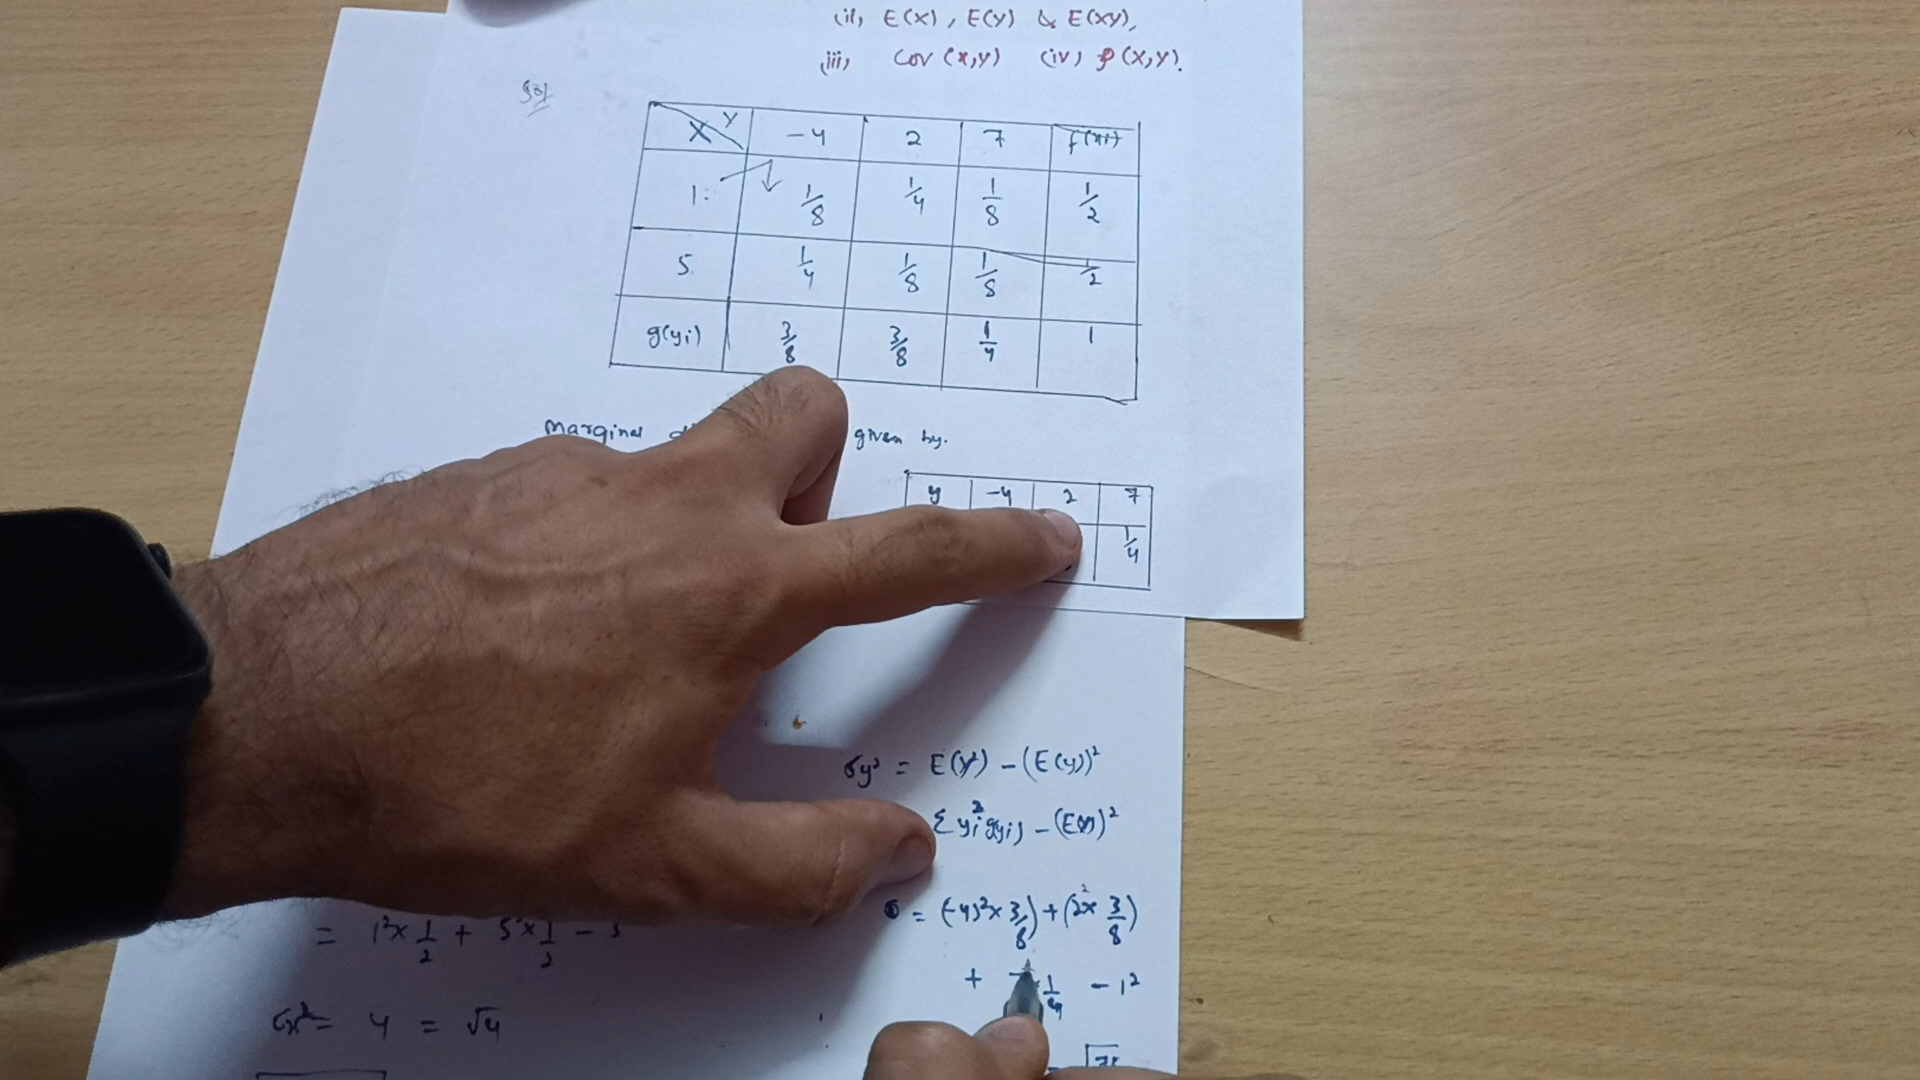 (ii) E(X), E(Y) & E(XY),
(iii) Cov (X,Y) (iv) ρ(X,Y).
Sol
X Y -4 2 7 f(xi)
1 1/8 1/4 1/8 1/2
5 1/4 1/8 1/8 1/2
g(yi) 3/8 3/8 1/4 1
Marginal given by.
y -4 2 7
1/4
σy² = E(Y²) - (E(Y))²
Σ yi² g(yi) - (E(Y))²
= (-4)² x 3/8) + (2² x 3/8)
+ 1/4 - 1²
= 1² x 1/2 + 5² x 1/2 - 3
σx² = 4 = √4